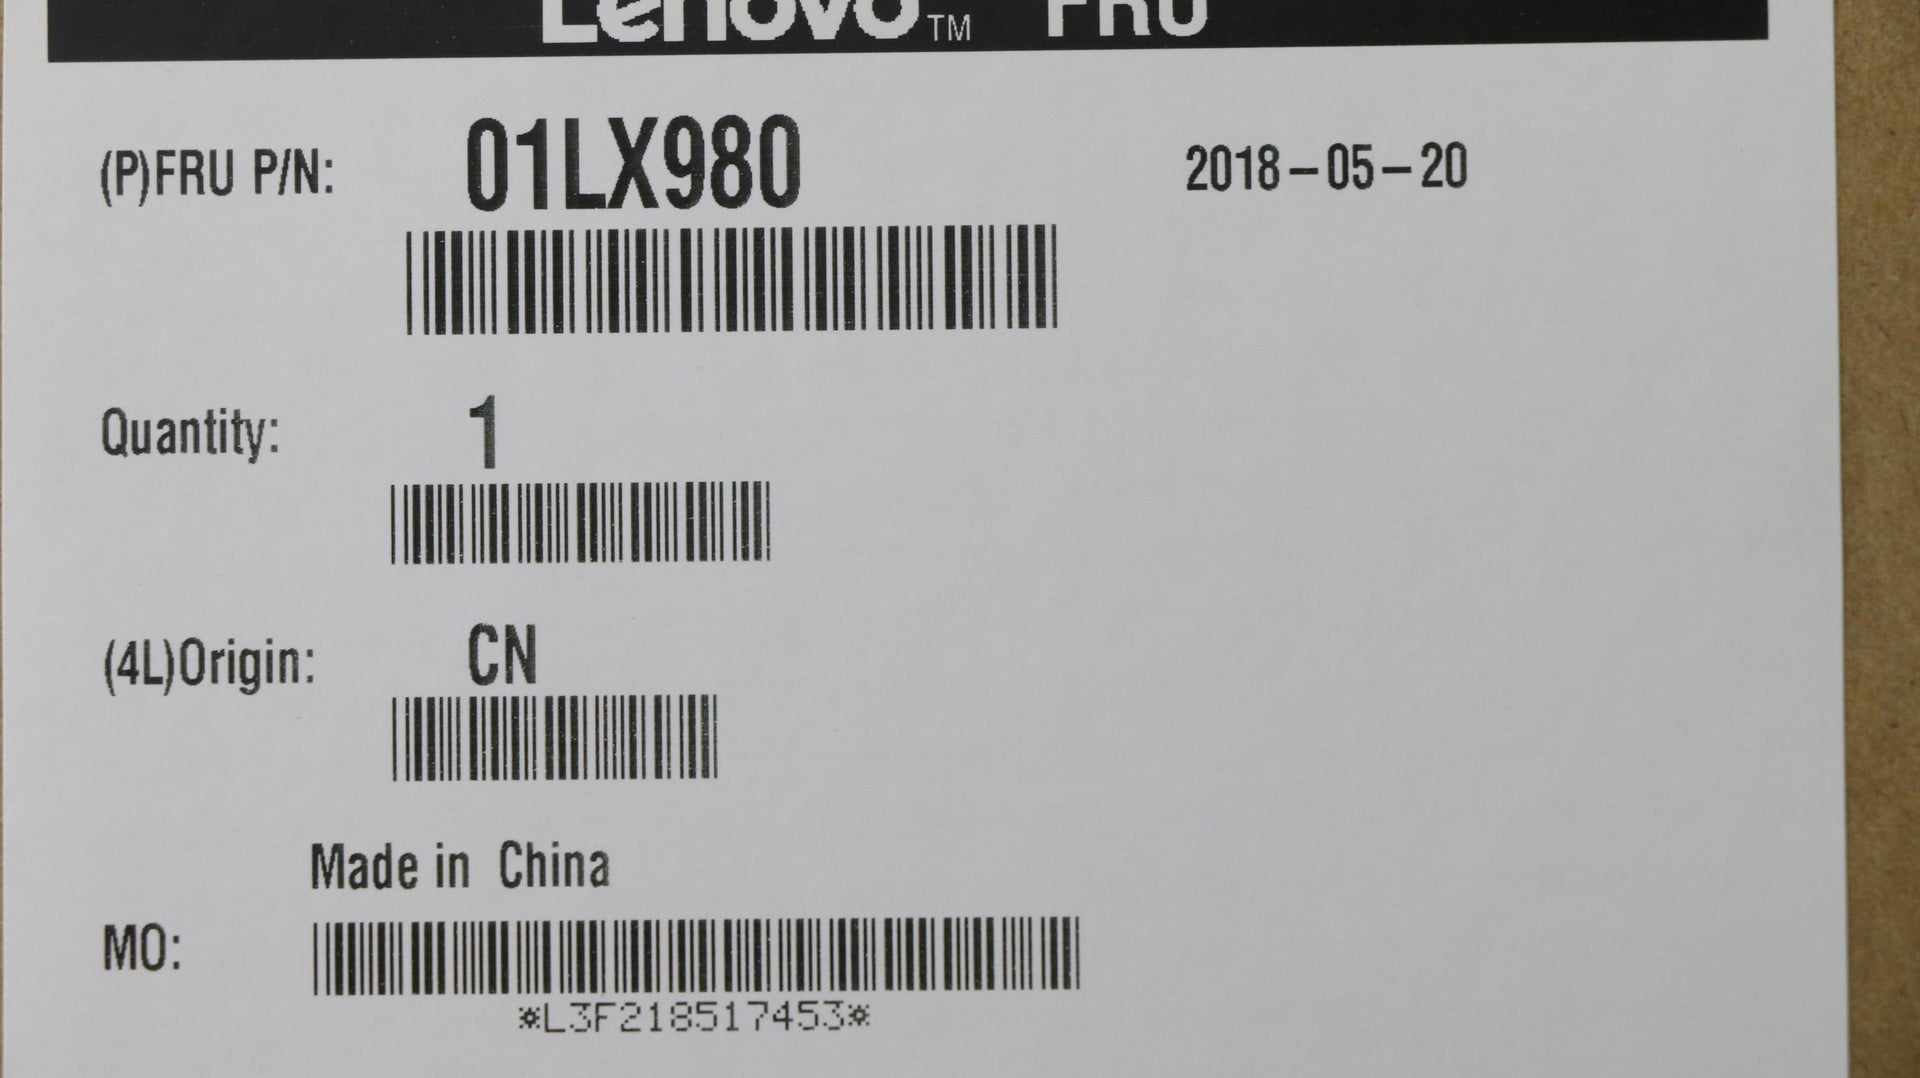 Lenovo™ FRU
(P)FRU P/N: 01LX980 2018-05-20
Quantity: 1
(4L)Origin: CN
Made in China
MO:
*L3F218517453*